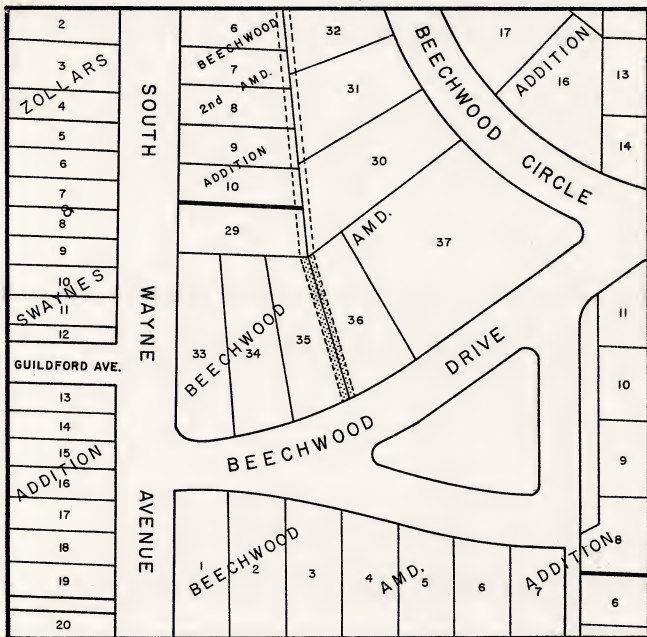 2
3
ZOLLARS
4
5
6
7
&
8
9
10
SWAYNES
11
12
GUILDFORD AVE.
13
14
15
ADDITION
16
17
18
19
20
SOUTH WAYNE AVENUE
6
BEECHWOOD
7
AMD.
2nd
8
9
ADDITION
10
29
32
31
30
37
AMD.
BEECHWOOD
33
34
35
36
BEECHWOOD CIRCLE
17
ADDITION
16
13
14
BEECHWOOD DRIVE
11
10
9
8
6
1
BEECHWOOD
2
3
4
AMD.
5
6
7
ADDITION